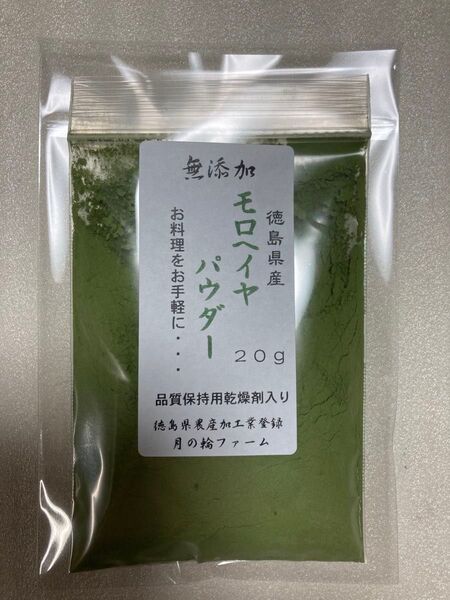 無添加
徳島県産
モロヘイヤ
パウダー
お料理をお手軽に・・・
20g
品質保持用乾燥剤入り
徳島県農産加工業登録
月の輪ファーム